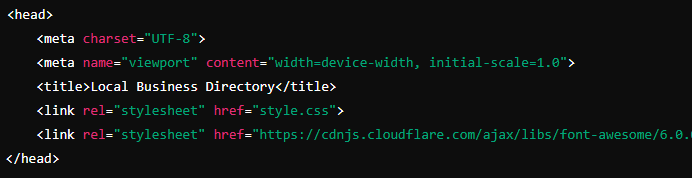 <head>
<meta charset="UTF-8">
<meta name="viewport" content="width=device-width, initial-scale=1.0">
<title>Local Business Directory</title>
<link rel="stylesheet" href="style.css">
<link rel="stylesheet" href="https://cdnjs.cloudflare.com/ajax/libs/font-awesome/6.0.
</head>